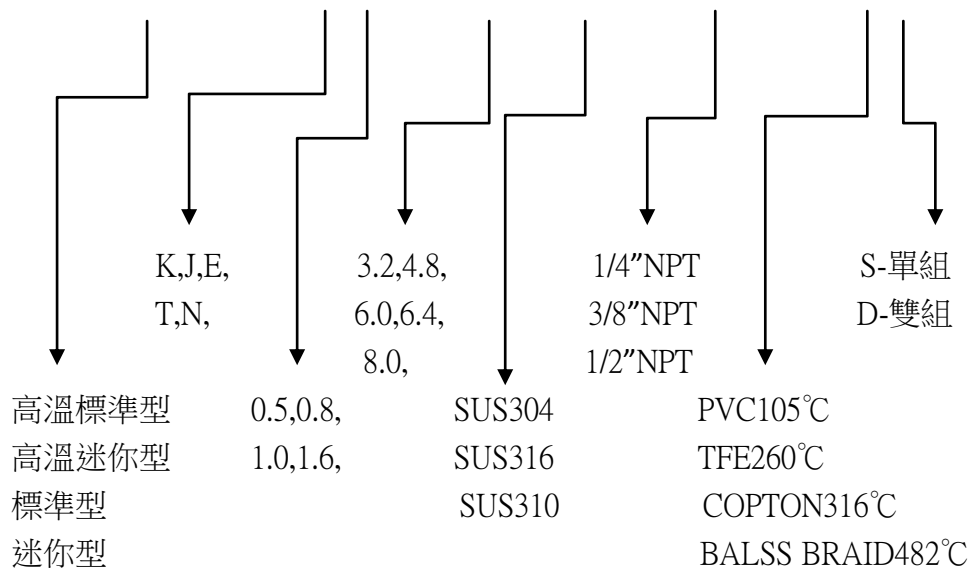 K,J,E, 3.2,4.8, 1/4"NPT S-單組
T,N, 6.0,6.4, 3/8"NPT D-雙組
8.0, 1/2"NPT
高溫標準型 0.5,0.8, SUS304 PVC105℃
高溫迷你型 1.0,1.6, SUS316 TFE260℃
標準型 SUS310 COPTON316℃
迷你型 BALSS BRAID482℃